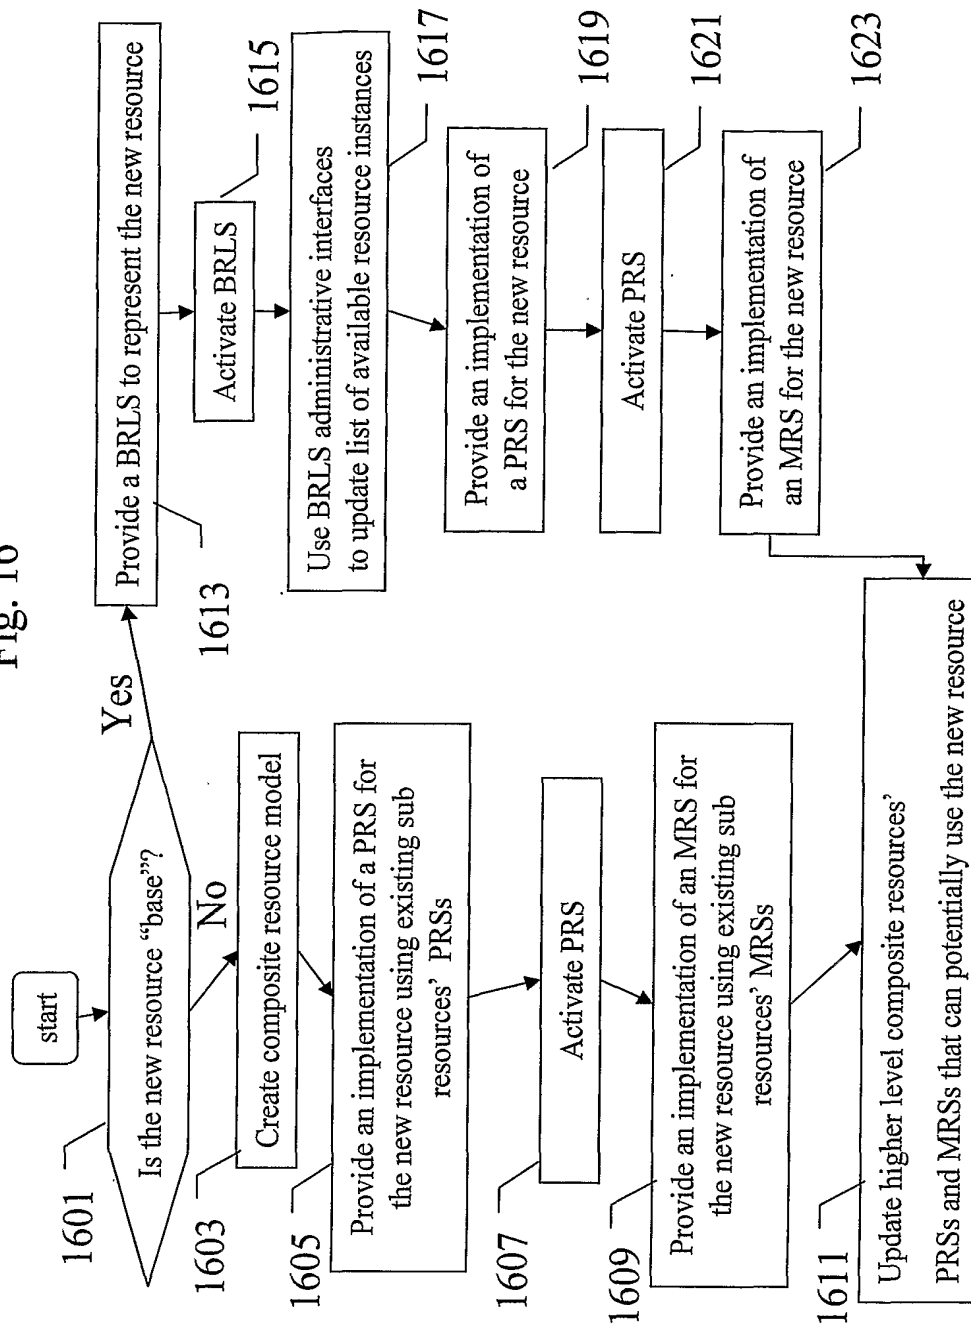 Fig. 16
start
1601
Is the new resource “base”?
Yes
No
1603
Create composite resource model
1605
Provide an implementation of a PRS for
the new resource using existing sub
resources’ PRSs
1607
Activate PRS
1609
Provide an implementation of an MRS for
the new resource using existing sub
resources’ MRSs
1611
Update higher level composite resources’
PRSs and MRSs that can potentially use the new resource
1613
Provide a BRLS to represent the new resource
1615
Activate BRLS
1617
Use BRLS administrative interfaces
to update list of available resource instances
1619
Provide an implementation of
a PRS for the new resource
1621
Activate PRS
1623
Provide an implementation of
an MRS for the new resource